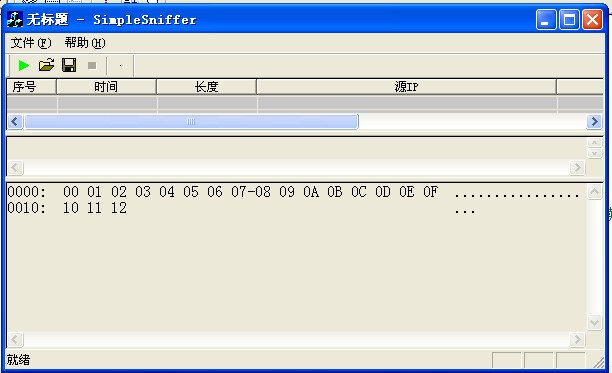 无标题 - SimpleSniffer
文件(F) 帮助(H)
序号 时间 长度 源IP
0000: 00 01 02 03 04 05 06 07-08 09 0A 0B 0C 0D 0E 0F ................
0010: 10 11 12 ...
就绪